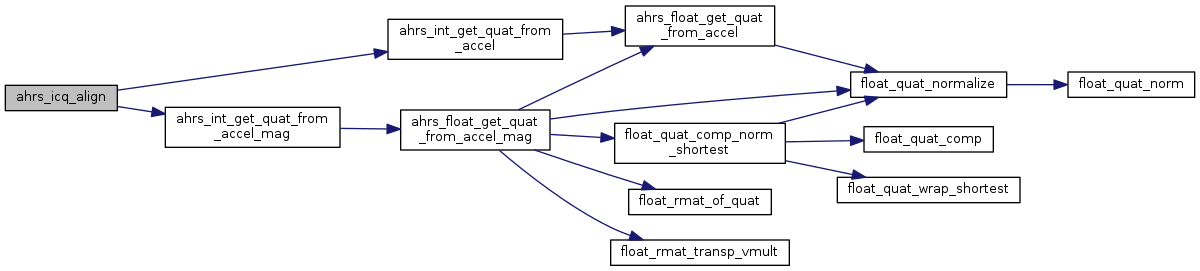 ahrs_icq_align
ahrs_int_get_quat_from
_accel
ahrs_int_get_quat_from
_accel_mag
ahrs_float_get_quat
_from_accel
ahrs_float_get_quat
_from_accel_mag
float_quat_normalize
float_quat_norm
float_quat_comp_norm
_shortest
float_quat_comp
float_quat_wrap_shortest
float_rmat_of_quat
float_rmat_transp_vmult